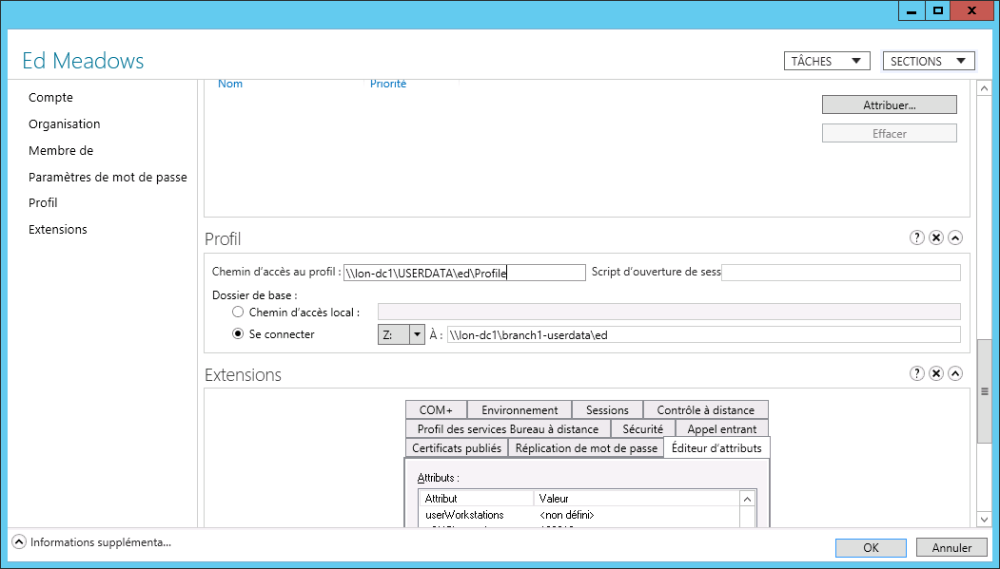 Ed Meadows
TÂCHES
SECTIONS
Compte
Organisation
Membre de
Paramètres de mot de passe
Profil
Extensions
Nom Priorité
Attribuer...
Effacer
Profil
Chemin d'accès au profil : \\lon-dc1\USERDATA\ed\Profile Script d'ouverture de sess
Dossier de base :
Chemin d'accès local :
Se connecter Z: À : \\lon-dc1\branch1-userdata\ed
Extensions
COM+ Environnement Sessions Contrôle à distance
Profil des services Bureau à distance Sécurité Appel entrant
Certificats publiés Réplication de mot de passe Éditeur d'attributs
Attributs :
Attribut Valeur
userWorkstations <non défini>
Informations supplémenta...
OK Annuler